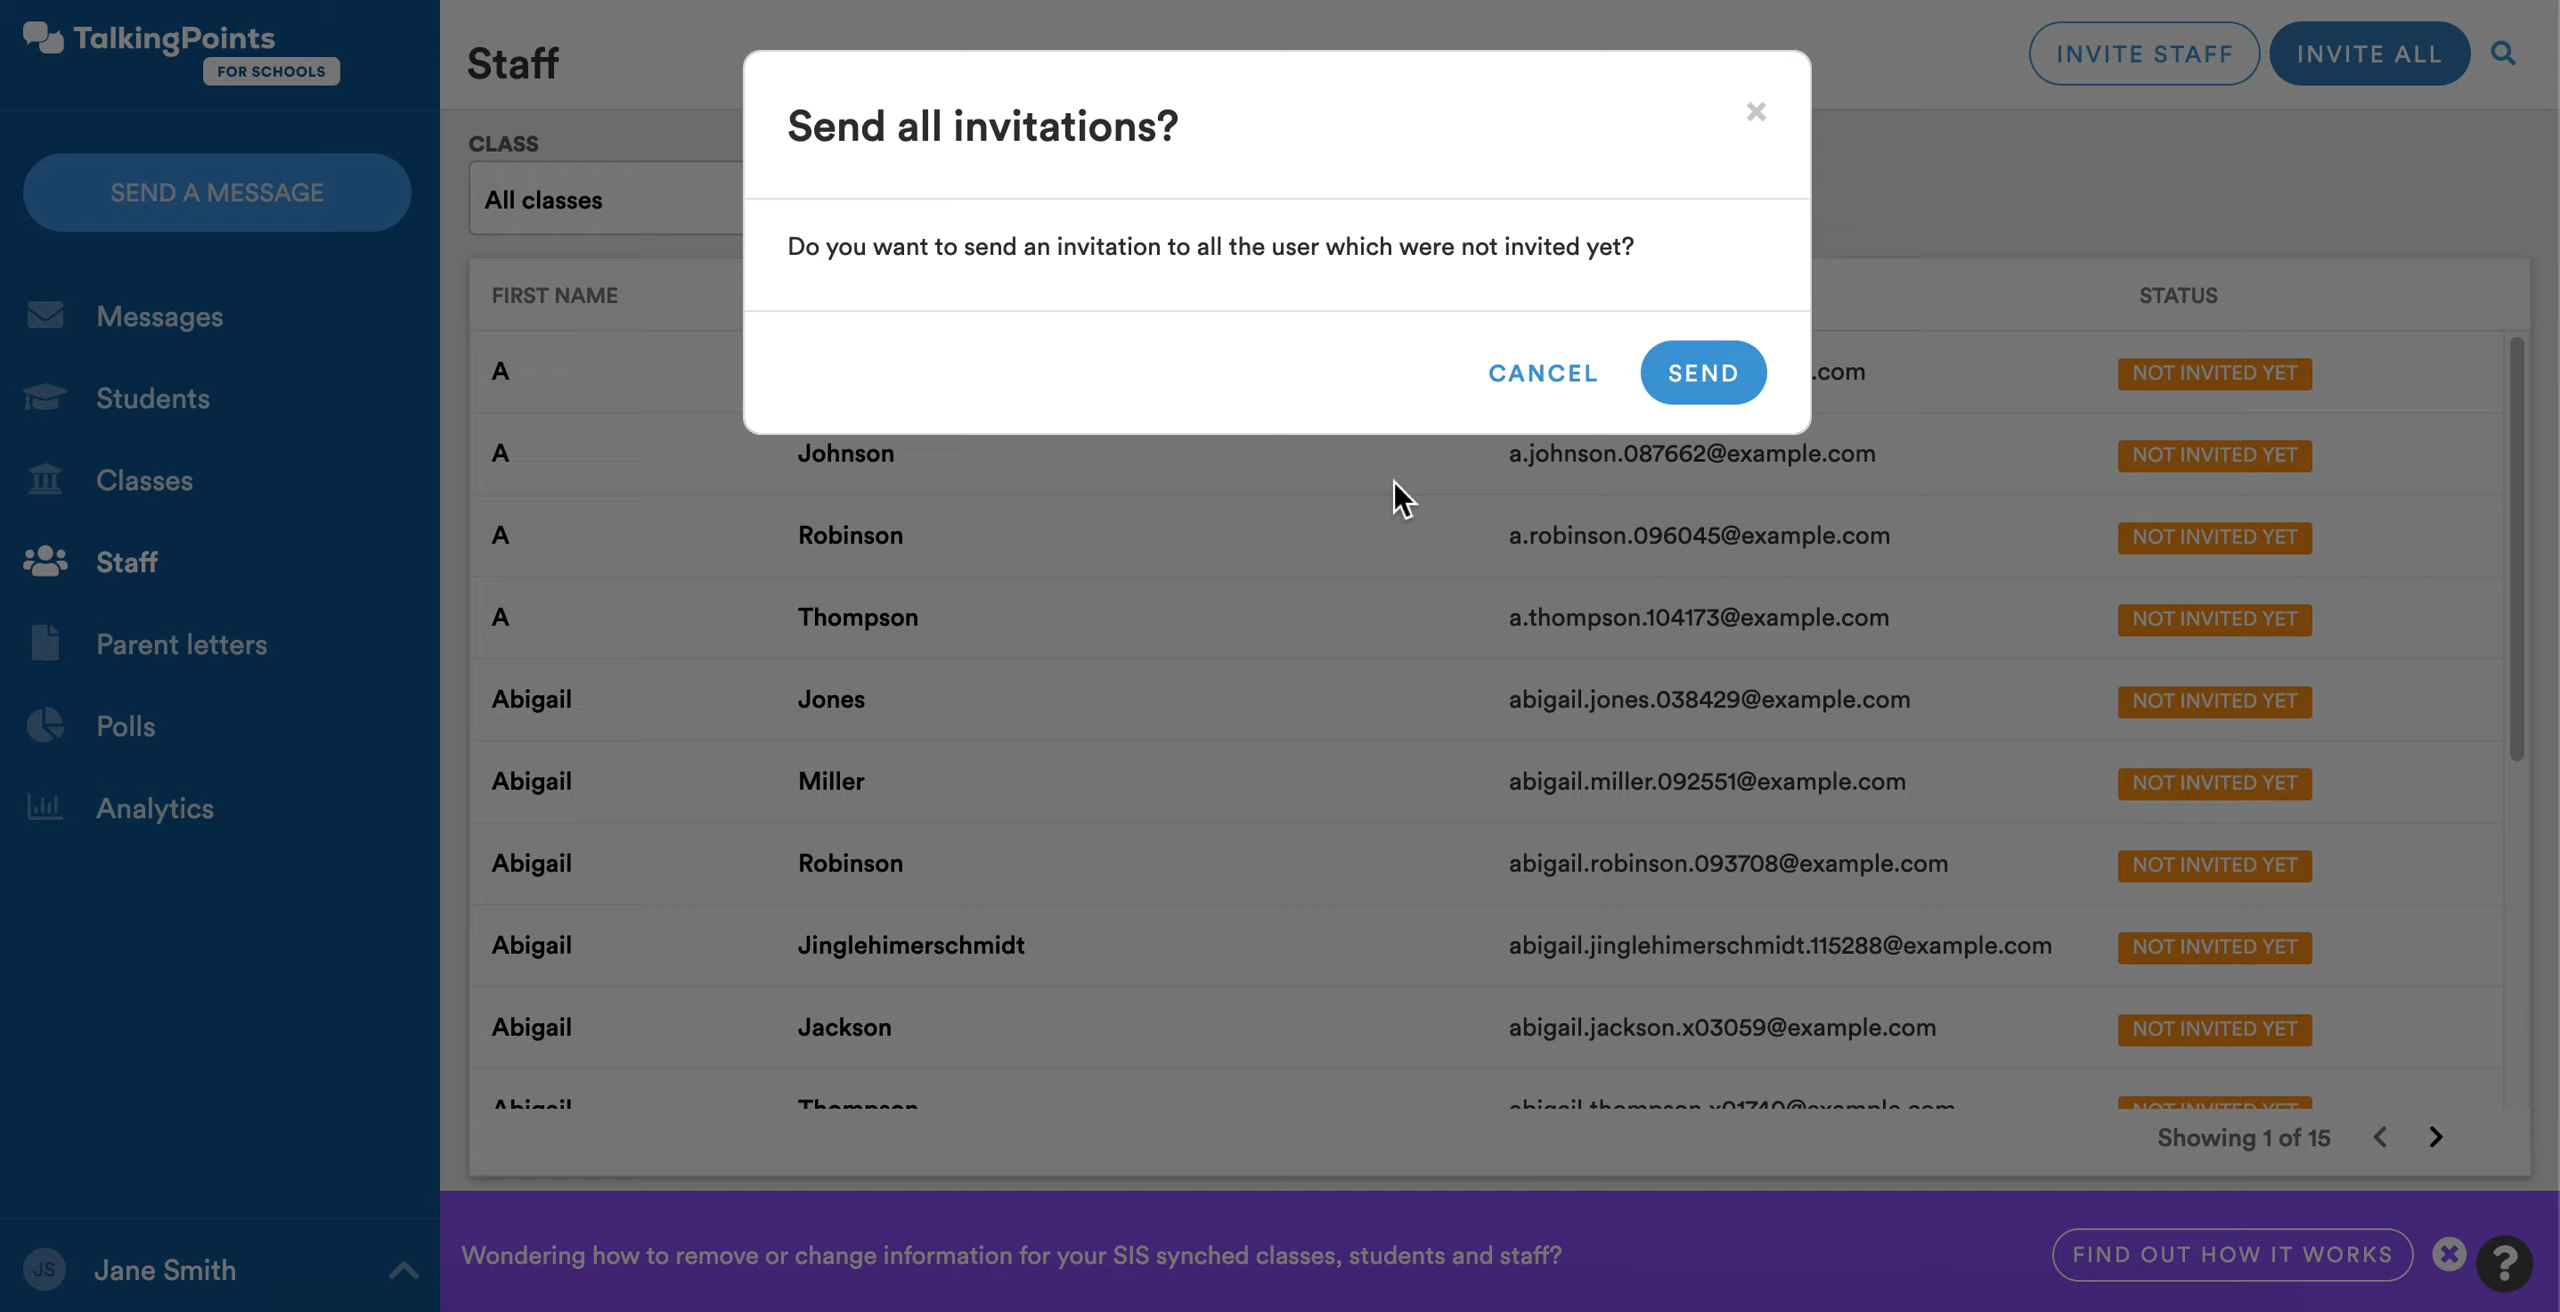 TalkingPoints
FOR SCHOOLS
SEND A MESSAGE
Messages
Students
Classes
Staff
Parent letters
Polls
Analytics
JS Jane Smith
Staff
INVITE STAFF INVITE ALL
CLASS
All classes
Send all invitations?
×
Do you want to send an invitation to all the user which were not invited yet?
CANCEL SEND
FIRST NAME STATUS
A .com NOT INVITED YET
A Johnson a.johnson.087662@example.com NOT INVITED YET
A Robinson a.robinson.096045@example.com NOT INVITED YET
A Thompson a.thompson.104173@example.com NOT INVITED YET
Abigail Jones abigail.jones.038429@example.com NOT INVITED YET
Abigail Miller abigail.miller.092551@example.com NOT INVITED YET
Abigail Robinson abigail.robinson.093708@example.com NOT INVITED YET
Abigail Jinglehimerschmidt abigail.jinglehimerschmidt.115288@example.com NOT INVITED YET
Abigail Jackson abigail.jackson.x03059@example.com NOT INVITED YET
Abigail Thompson abigail.thompson.x01740@example.com NOT INVITED YET
Showing 1 of 15
Wondering how to remove or change information for your SIS synched classes, students and staff?
FIND OUT HOW IT WORKS
?